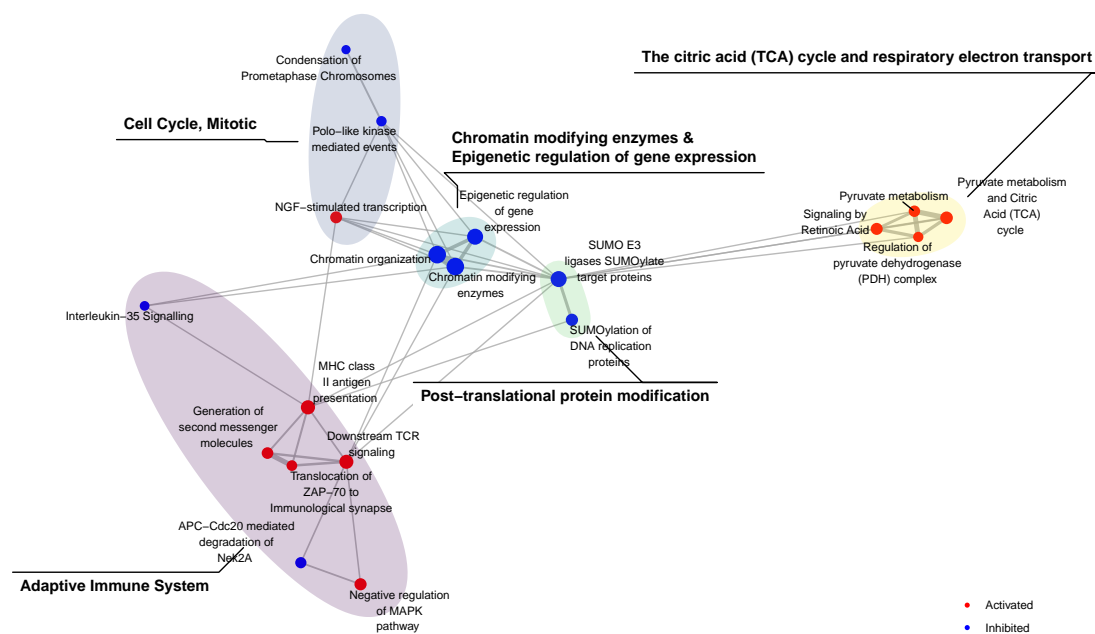 The citric acid (TCA) cycle and respiratory electron transport
Condensation of
Prometaphase Chromosomes
Cell Cycle, Mitotic
Polo−like kinase
mediated events
Chromatin modifying enzymes &
Epigenetic regulation of gene expression
Epigenetic regulation
of gene
expression
NGF−stimulated transcription
Chromatin organization
Chromatin modifying
enzymes
SUMO E3
ligases SUMOylate
target proteins
Pyruvate metabolism
Pyruvate metabolism
and Citric
Acid (TCA)
cycle
Signaling by
Retinoic Acid
Regulation of
pyruvate dehydrogenase
(PDH) complex
Interleukin−35 Signalling
SUMOylation of
DNA replication
proteins
Post−translational protein modification
MHC class
II antigen
presentation
Generation of
second messenger
molecules
Downstream TCR
signaling
Translocation of
ZAP−70 to
Immunological synapse
APC−Cdc20 mediated
degradation of
Nek2A
Adaptive Immune System
Negative regulation
of MAPK
pathway
Activated
Inhibited